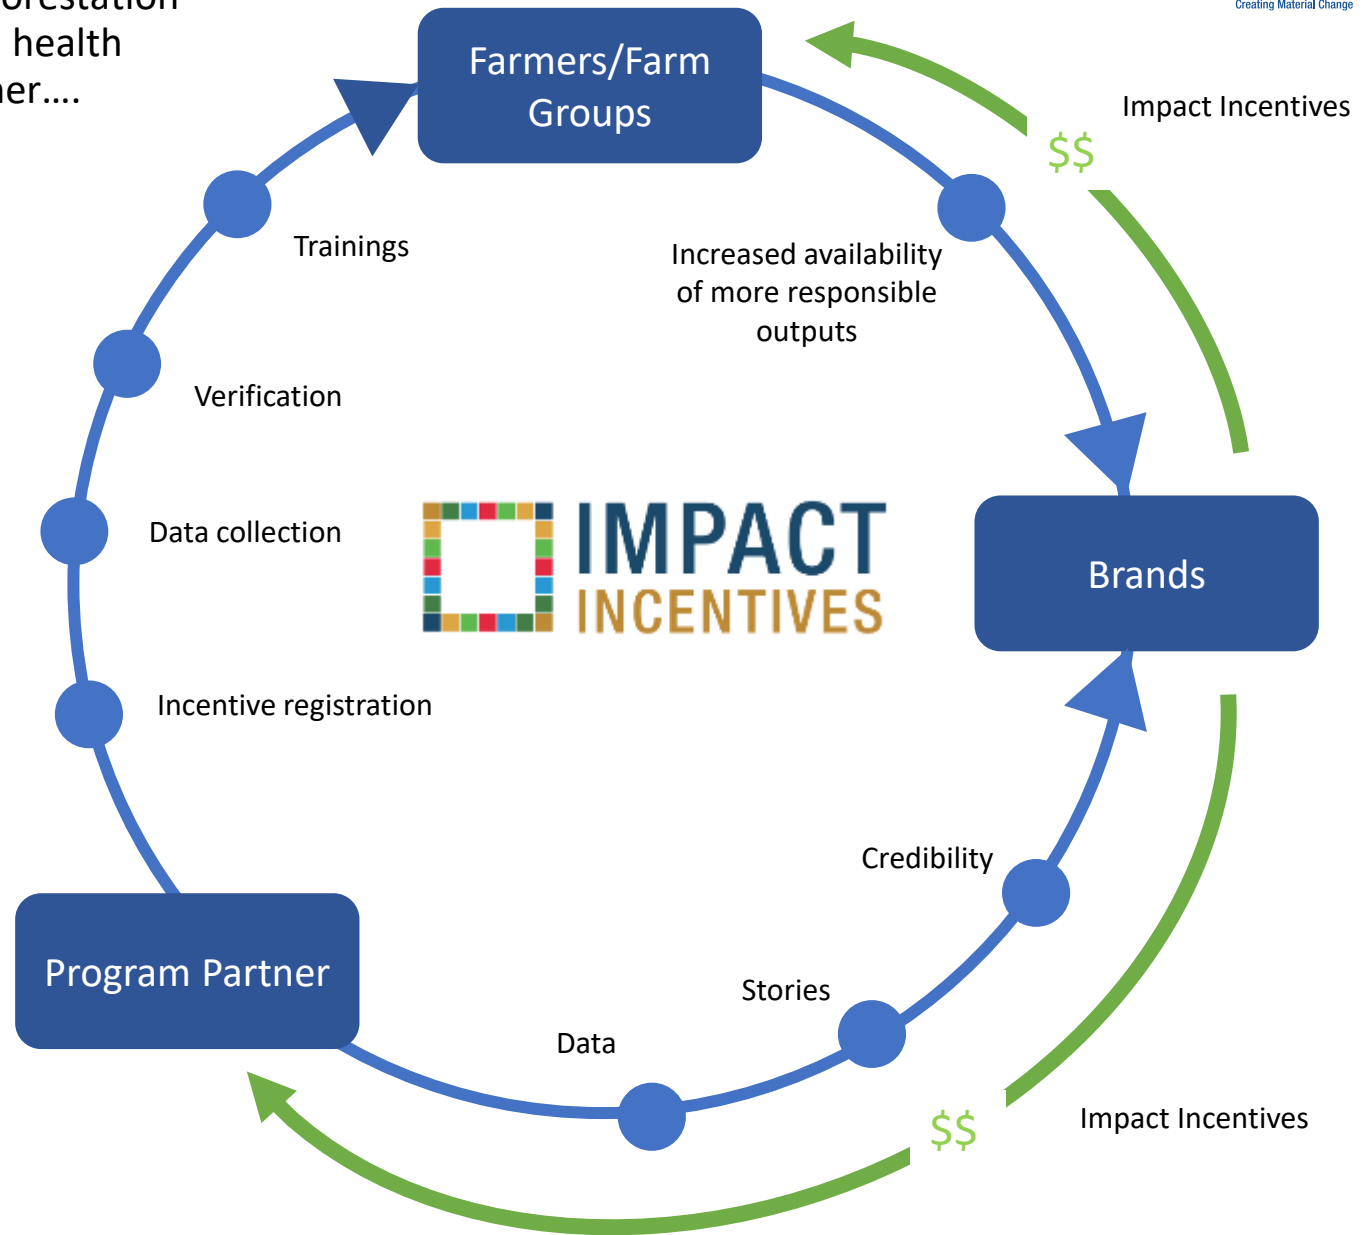 health
Creating Material Change
Farmers/Farm
Groups
Impact Incentives
$$
Trainings
Increased availability
of more responsible
outputs
Verification
Data collection
IMPACT
INCENTIVES
Brands
Incentive registration
Credibility
Program Partner
Stories
Data
$$
Impact Incentives